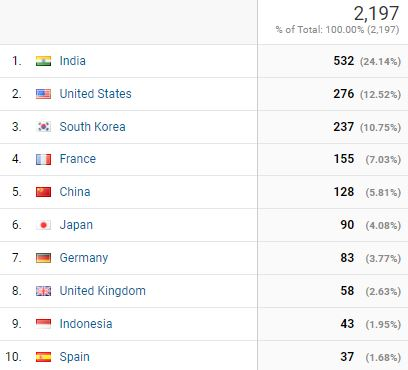 2,197
% of Total: 100.00% (2,197)
1. India 532 (24.14%)
2. United States 276 (12.52%)
3. South Korea 237 (10.75%)
4. France 155 (7.03%)
5. China 128 (5.81%)
6. Japan 90 (4.08%)
7. Germany 83 (3.77%)
8. United Kingdom 58 (2.63%)
9. Indonesia 43 (1.95%)
10. Spain 37 (1.68%)